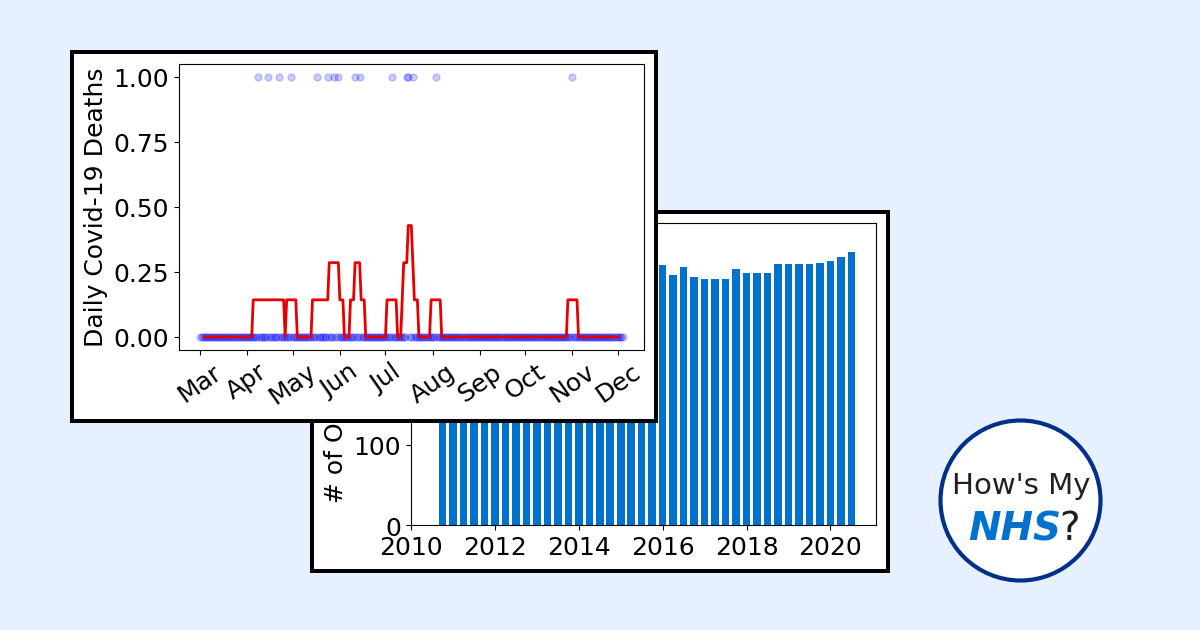 Daily Covid-19 Deaths
1.00
0.75
0.50
0.25
0.00
Mar Apr May Jun Jul Aug Sep Oct Nov Dec
# of O
100
0
2010 2012 2014 2016 2018 2020
How's My
NHS?